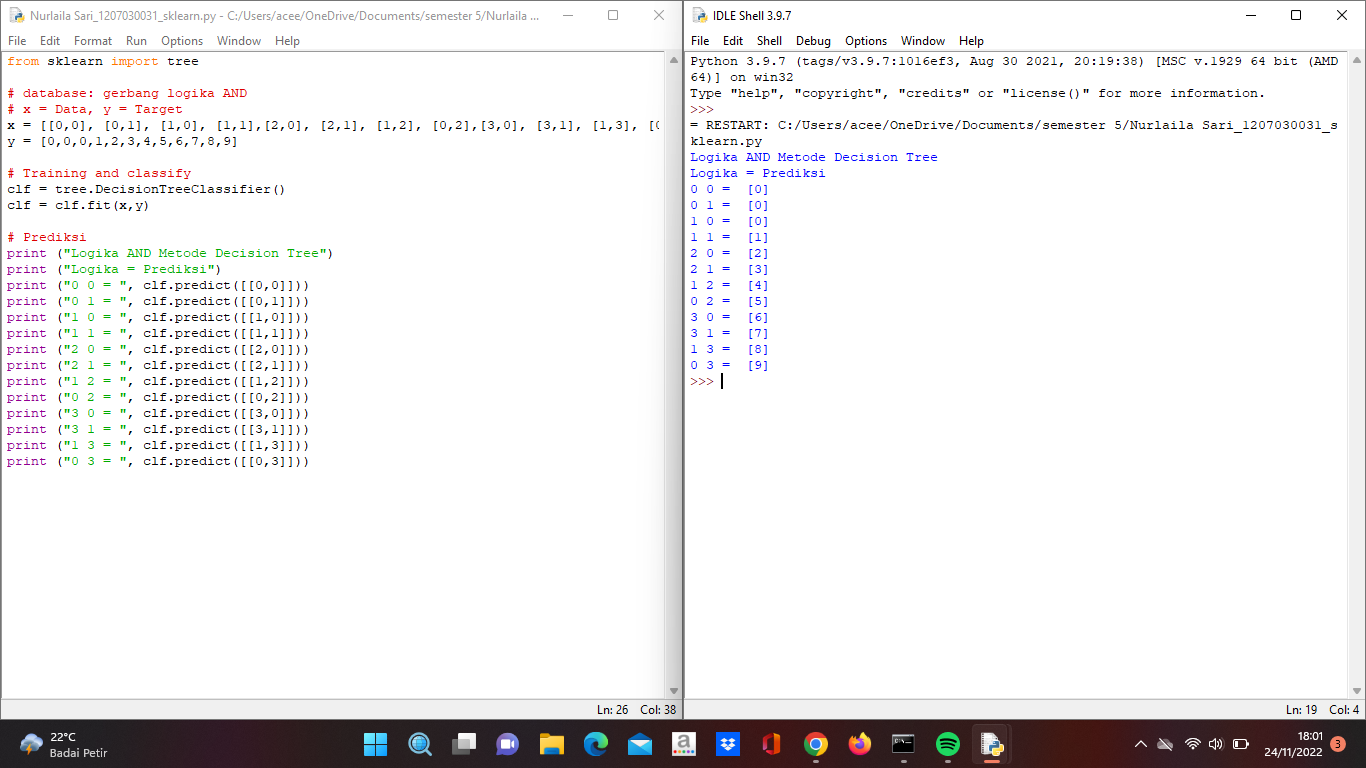 Nurlaila Sari_1207030031_sklearn.py - C:/Users/acee/OneDrive/Documents/semester 5/Nurlaila ...
File Edit Format Run Options Window Help
from sklearn import tree
# database: gerbang logika AND
# x = Data, y = Target
x = [[0,0], [0,1], [1,0], [1,1],[2,0], [2,1], [1,2], [0,2],[3,0], [3,1], [1,3], [0
y = [0,0,0,1,2,3,4,5,6,7,8,9]
# Training and classify
clf = tree.DecisionTreeClassifier()
clf = clf.fit(x,y)
# Prediksi
print ("Logika AND Metode Decision Tree")
print ("Logika = Prediksi")
print ("0 0 = ", clf.predict([[0,0]]))
print ("0 1 = ", clf.predict([[0,1]]))
print ("1 0 = ", clf.predict([[1,0]]))
print ("1 1 = ", clf.predict([[1,1]]))
print ("2 0 = ", clf.predict([[2,0]]))
print ("2 1 = ", clf.predict([[2,1]]))
print ("1 2 = ", clf.predict([[1,2]]))
print ("0 2 = ", clf.predict([[0,2]]))
print ("3 0 = ", clf.predict([[3,0]]))
print ("3 1 = ", clf.predict([[3,1]]))
print ("1 3 = ", clf.predict([[1,3]]))
print ("0 3 = ", clf.predict([[0,3]]))
Ln: 26 Col: 38
IDLE Shell 3.9.7
File Edit Shell Debug Options Window Help
Python 3.9.7 (tags/v3.9.7:1016ef3, Aug 30 2021, 20:19:38) [MSC v.1929 64 bit (AMD
64)] on win32
Type "help", "copyright", "credits" or "license()" for more information.
>>>
= RESTART: C:/Users/acee/OneDrive/Documents/semester 5/Nurlaila Sari_1207030031_s
klearn.py
Logika AND Metode Decision Tree
Logika = Prediksi
0 0 = [0]
0 1 = [0]
1 0 = [0]
1 1 = [1]
2 0 = [2]
2 1 = [3]
1 2 = [4]
0 2 = [5]
3 0 = [6]
3 1 = [7]
1 3 = [8]
0 3 = [9]
>>>
Ln: 19 Col: 4
22°C
Badai Petir
a
18:01
24/11/2022
3